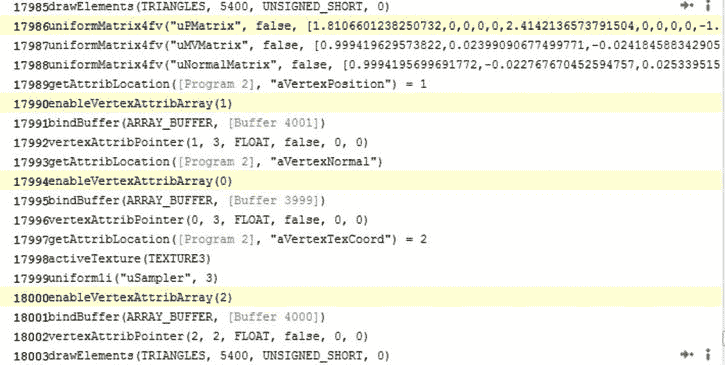 17985drawElements(TRIANGLES, 5400, UNSIGNED_SHORT, 0)
17986uniformMatrix4fv("uPMatrix", false, [1.8106601238250732,0,0,0,0,2.4142136573791504,0,0,0,0,-1.
17987uniformMatrix4fv("uMVMatrix", false, [0.999419629573822,0.02399090677499771,-0.024184588342905
17988uniformMatrix4fv("uNormalMatrix", false, [0.9994195699691772,-0.022767670452594757,0.025339515
17989getAttribLocation([Program 2], "aVertexPosition") = 1
17990enableVertexAttribArray(1)
17991bindBuffer(ARRAY_BUFFER, [Buffer 4001])
17992vertexAttribPointer(1, 3, FLOAT, false, 0, 0)
17993getAttribLocation([Program 2], "aVertexNormal")
17994enableVertexAttribArray(0)
17995bindBuffer(ARRAY_BUFFER, [Buffer 3999])
17996vertexAttribPointer(0, 3, FLOAT, false, 0, 0)
17997getAttribLocation([Program 2], "aVertexTexCoord") = 2
17998activeTexture(TEXTURE3)
17999uniform1i("uSampler", 3)
18000enableVertexAttribArray(2)
18001bindBuffer(ARRAY_BUFFER, [Buffer 4000])
18002vertexAttribPointer(2, 2, FLOAT, false, 0, 0)
18003drawElements(TRIANGLES, 5400, UNSIGNED_SHORT, 0)